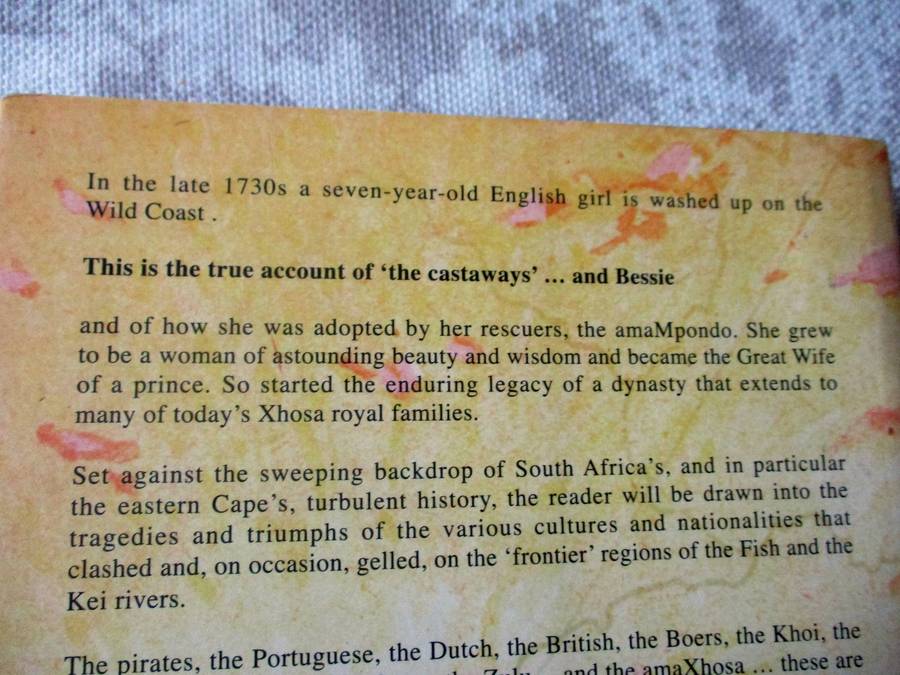 In the late 1730s a seven-year-old English girl is washed up on the
Wild Coast .
This is the true account of ‘the castaways’ ... and Bessie
and of how she was adopted by her rescuers, the amaMpondo. She grew
to be a woman of astounding beauty and wisdom and became the Great Wife
of a prince. So started the enduring legacy of a dynasty that extends to
many of today’s Xhosa royal families.
Set against the sweeping backdrop of South Africa’s, and in particular
the eastern Cape’s, turbulent history, the reader will be drawn into the
tragedies and triumphs of the various cultures and nationalities that
clashed and, on occasion, gelled, on the ‘frontier’ regions of the Fish and the
Kei rivers.
The pirates, the Portuguese, the Dutch, the British, the Boers, the Khoi, the
Zulu ... and the amaXhosa ... these are